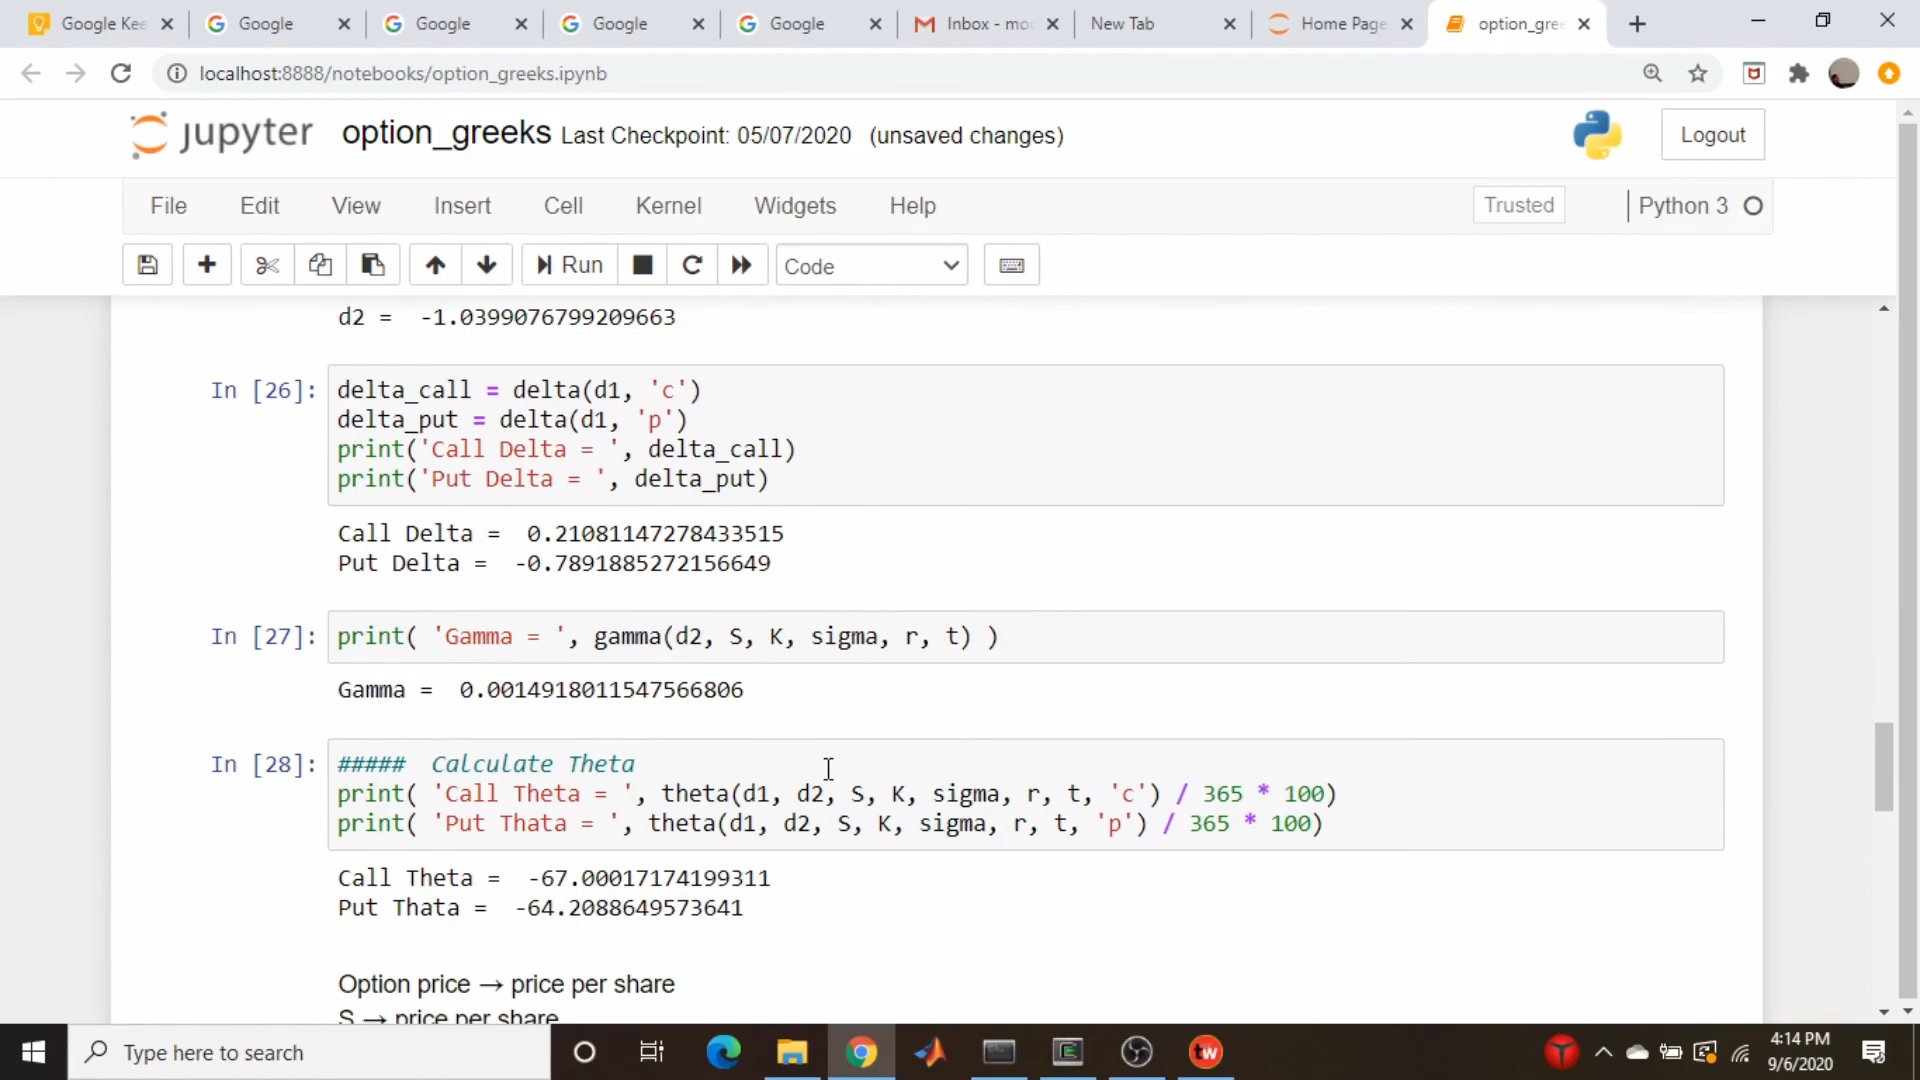 Google Kee
Google
Google
Google
Google
Inbox - moc
New Tab
Home Page
option_gree
localhost:8888/notebooks/option_greeks.ipynb
jupyter option_greeks Last Checkpoint: 05/07/2020 (unsaved changes)
Logout
File Edit View Insert Cell Kernel Widgets Help
Trusted
Python 3
Run
Code
d2 = -1.0399076799209663
In [26]: delta_call = delta(d1, 'c')
delta_put = delta(d1, 'p')
print('Call Delta = ', delta_call)
print('Put Delta = ', delta_put)
Call Delta = 0.21081147278433515
Put Delta = -0.7891885272156649
In [27]: print( 'Gamma = ', gamma(d2, S, K, sigma, r, t) )
Gamma = 0.0014918011547566806
In [28]: ##### Calculate Theta
print( 'Call Theta = ', theta(d1, d2, S, K, sigma, r, t, 'c') / 365 * 100)
print( 'Put Thata = ', theta(d1, d2, S, K, sigma, r, t, 'p') / 365 * 100)
Call Theta = -67.00017174199311
Put Thata = -64.2088649573641
Option price → price per share
S → price per share
Type here to search
tw
4:14 PM
9/6/2020